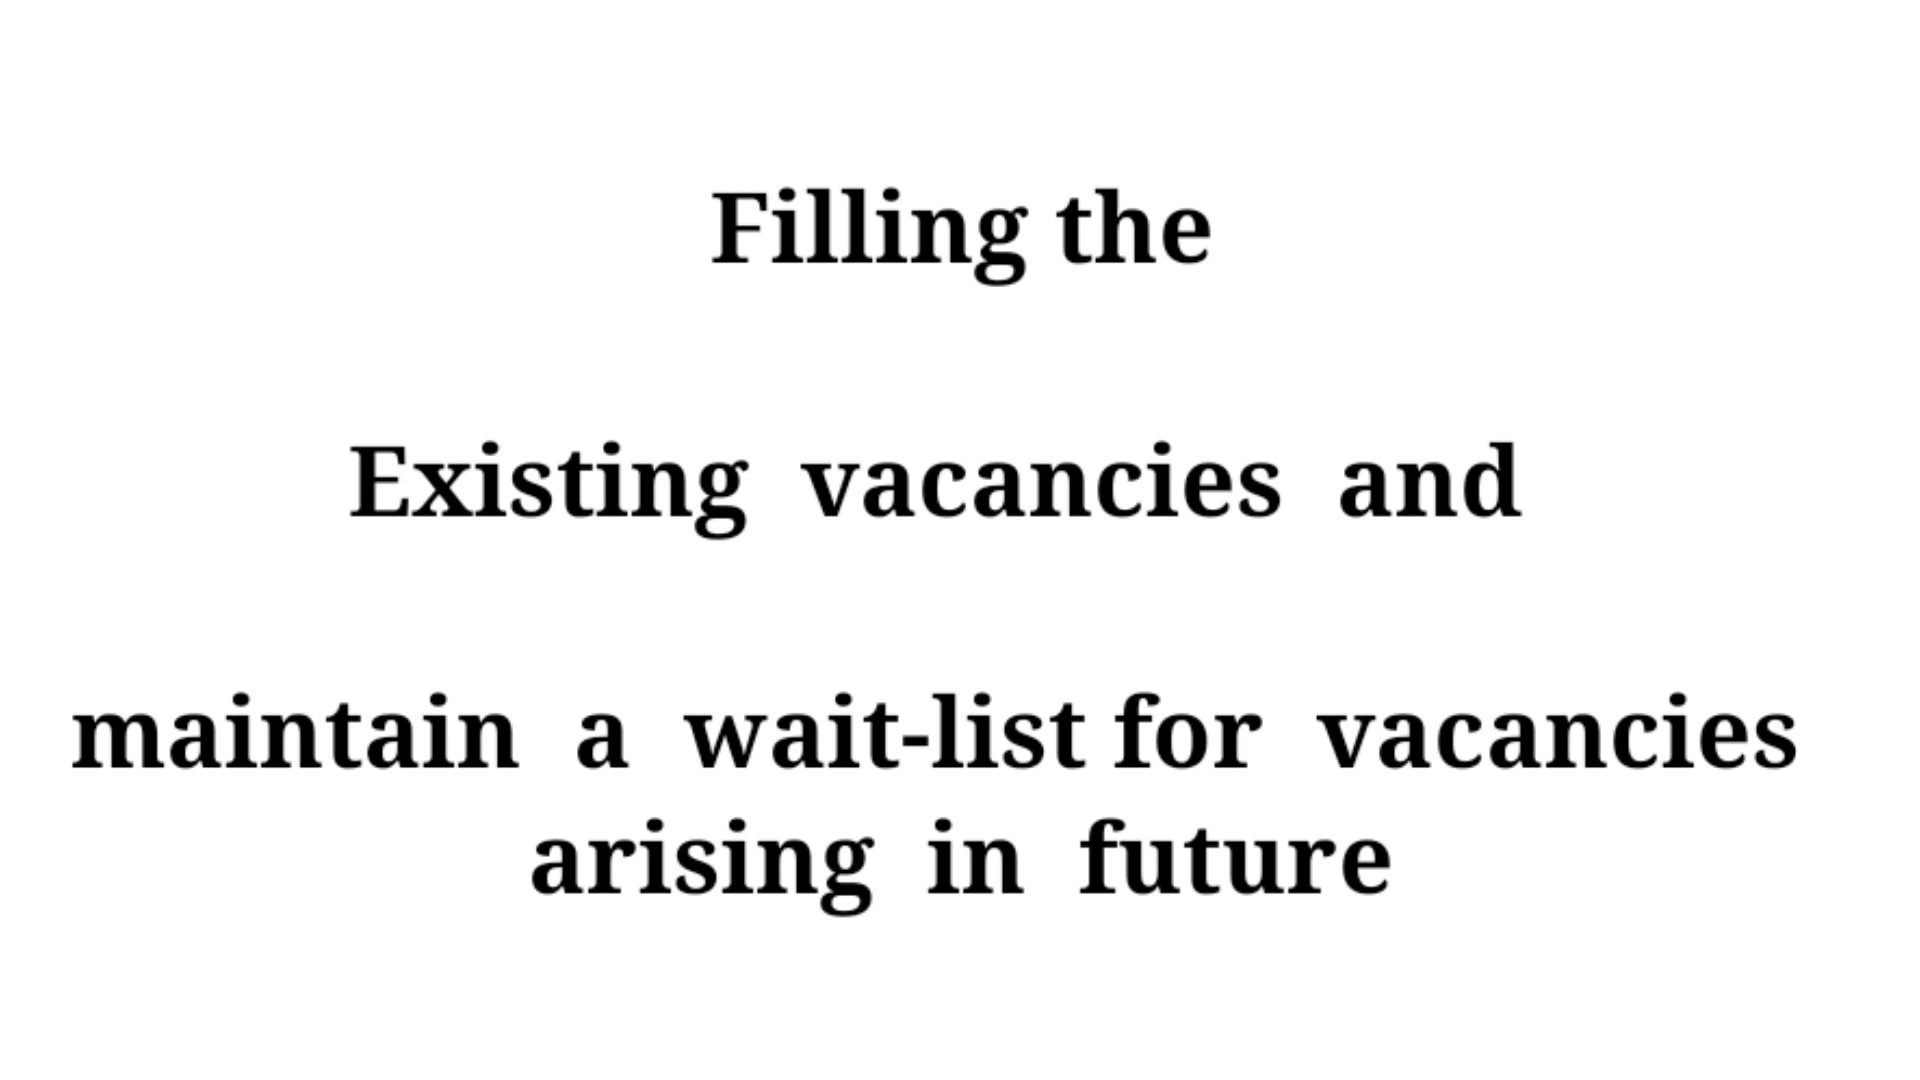 Filling the
Existing vacancies and
maintain a wait-list for vacancies
arising in future